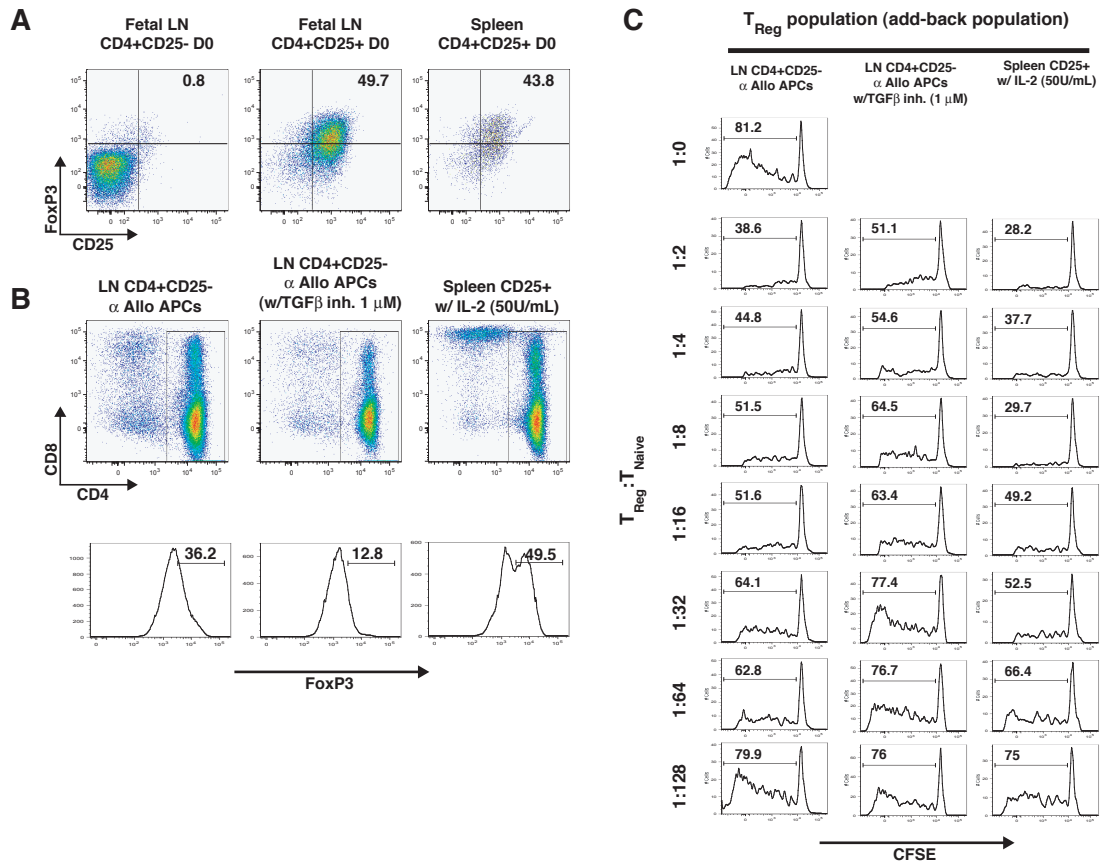 A
Fetal LN
CD4+CD25- D0
Fetal LN
CD4+CD25+ D0
Spleen
CD4+CD25+ D0
0.8
49.7
43.8
FoxP3
CD25
B
LN CD4+CD25-
α Allo APCs
LN CD4+CD25-
α Allo APCs
(w/TGFβ inh. 1 μM)
Spleen CD25+
w/ IL-2 (50U/mL)
CD8
CD4
36.2
12.8
49.5
FoxP3
C
TReg population (add-back population)
LN CD4+CD25-
α Allo APCs
LN CD4+CD25-
α Allo APCs
w/TGFβ inh. (1 μM)
Spleen CD25+
w/ IL-2 (50U/mL)
TReg:TNaive
1:0
81.2
1:2
38.6
51.1
28.2
1:4
44.8
54.6
37.7
1:8
51.5
64.5
29.7
1:16
51.6
63.4
49.2
1:32
64.1
77.4
52.5
1:64
62.8
76.7
66.4
1:128
79.9
76
75
CFSE